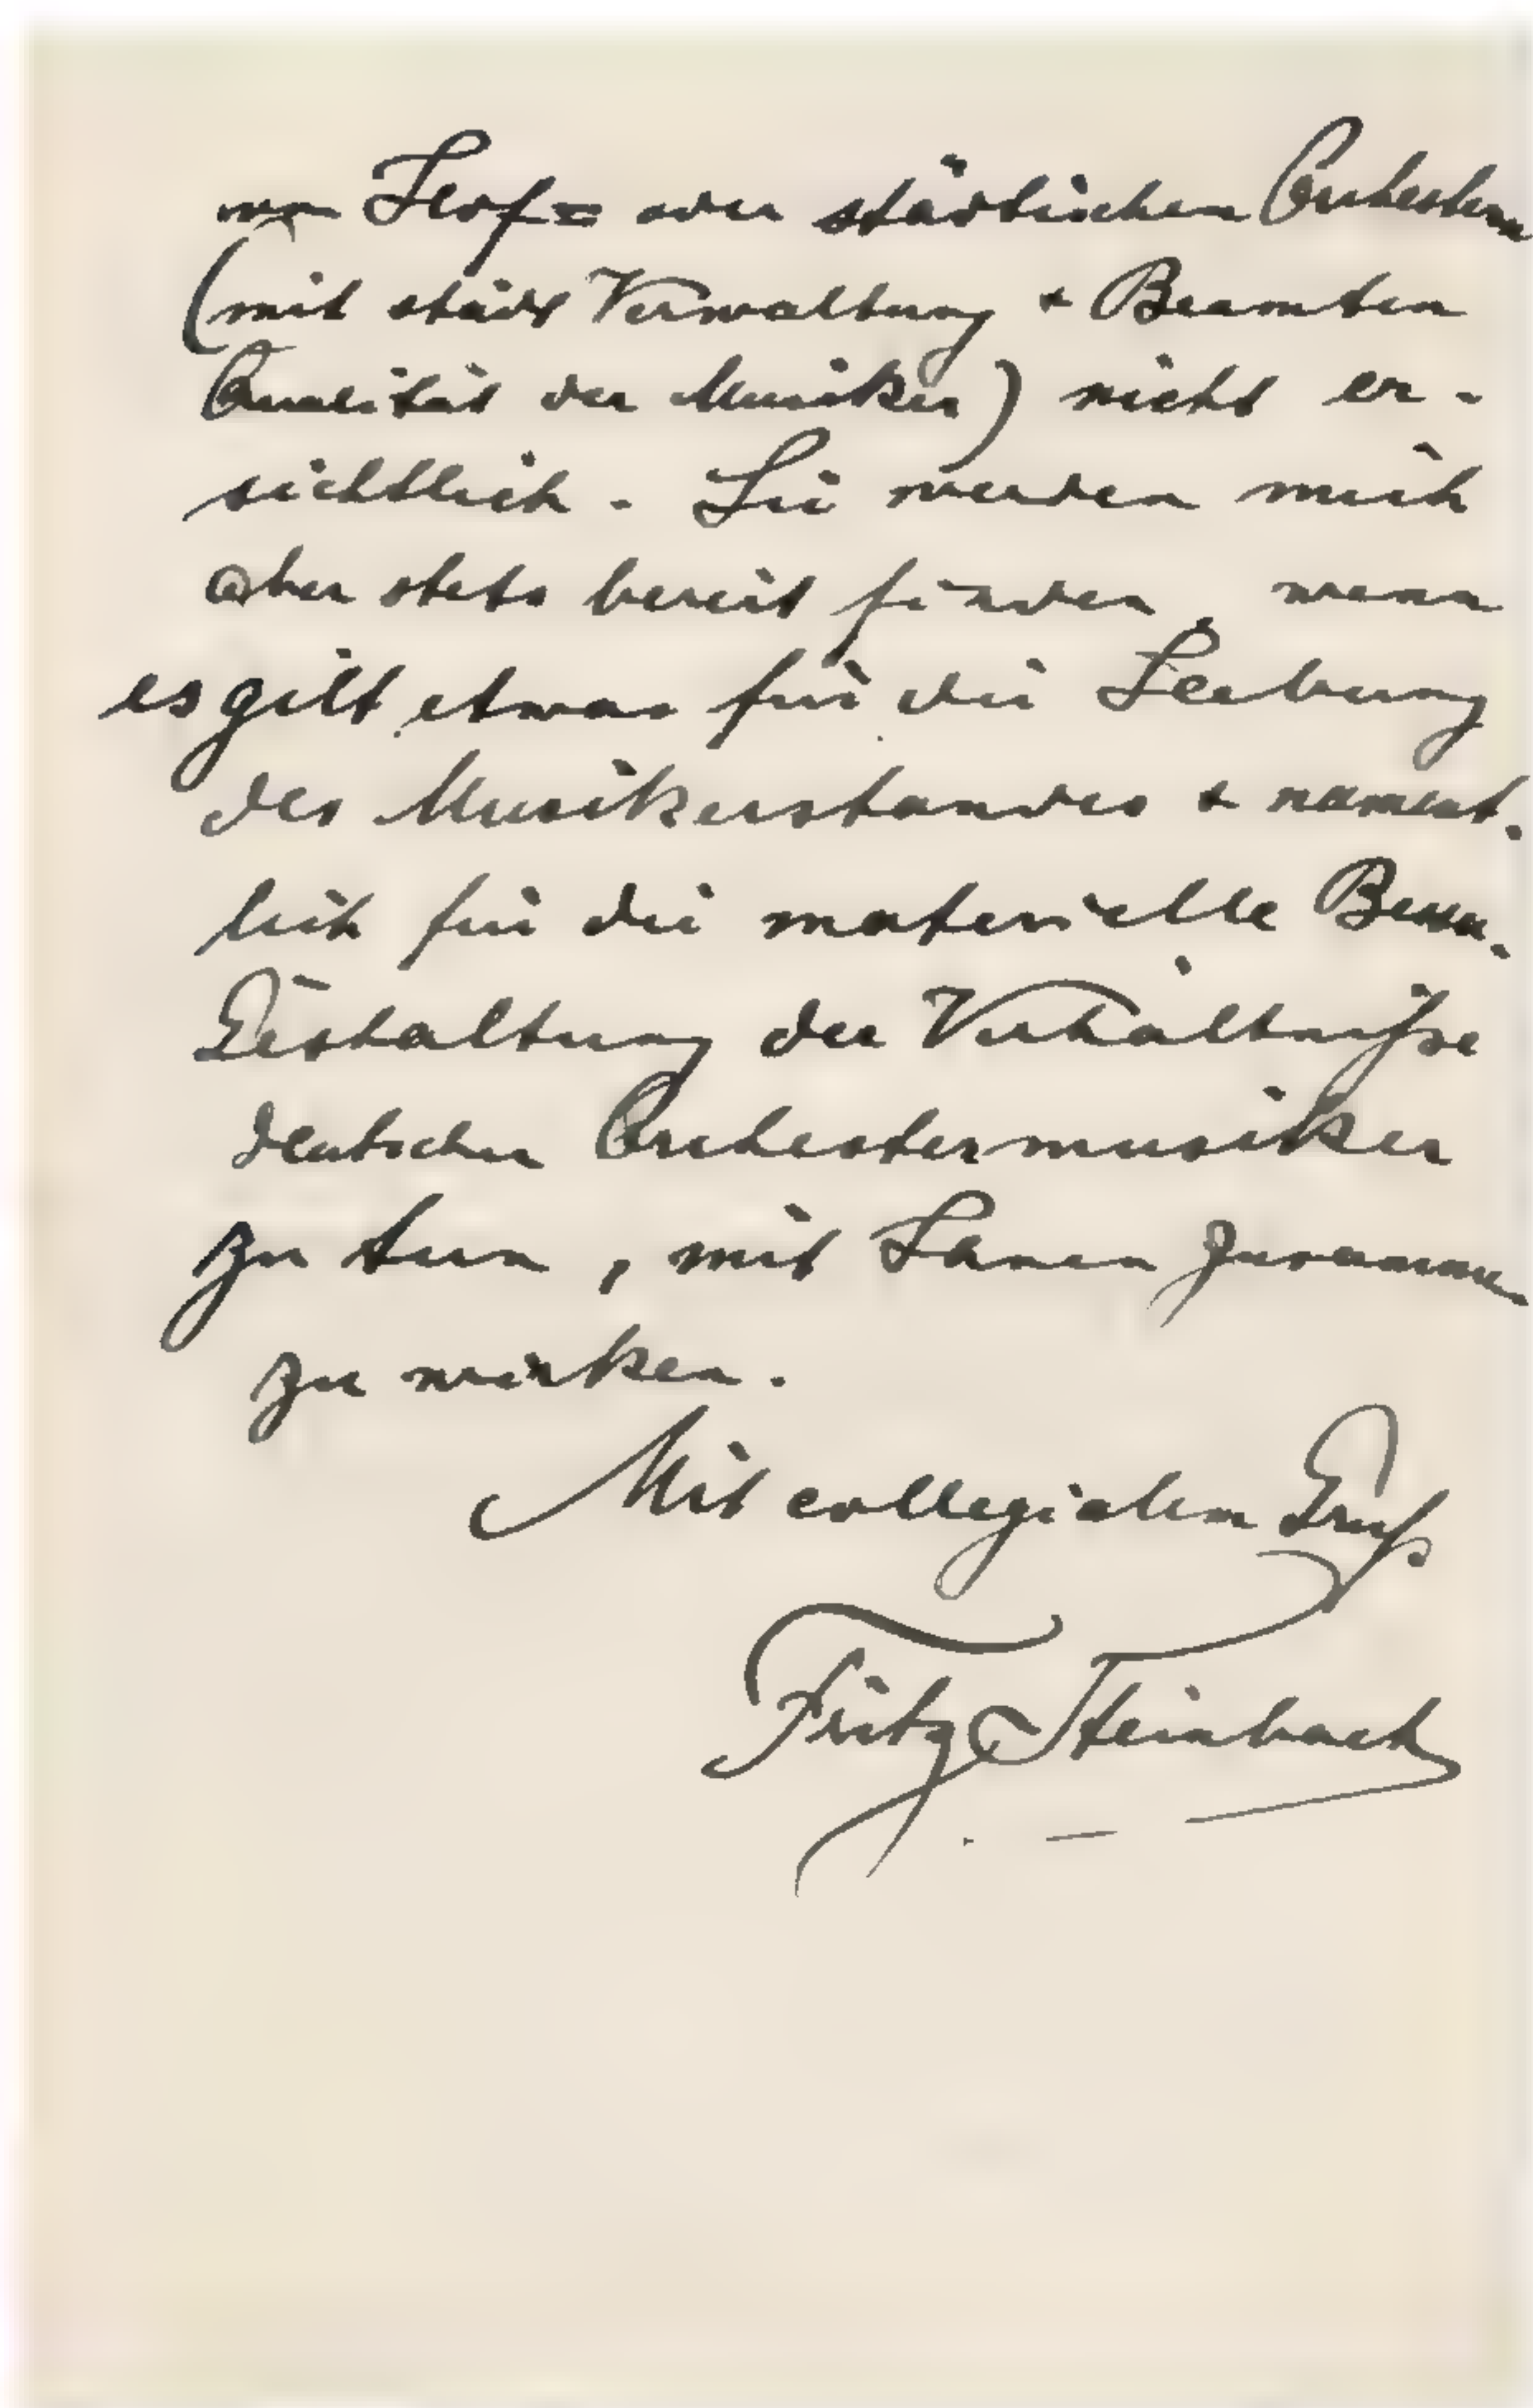 von Hof= oder städtischen Orchestern
(mit städt Verwaltung & Beamten
Qualität der Musiker) nicht er-
sichtlich. Sie werden mich
aber stets bereit finden, wenn
es gilt etwas für die Hebung
des Musikerstandes & nament-
lich für die materielle Besser-
Gestaltung der Verhältniße
deutscher Orchestermusiker
zu tun, mit Ihnen zusammen
zu wirken.
Mit collegialem Gruß
Fritz Steinbach